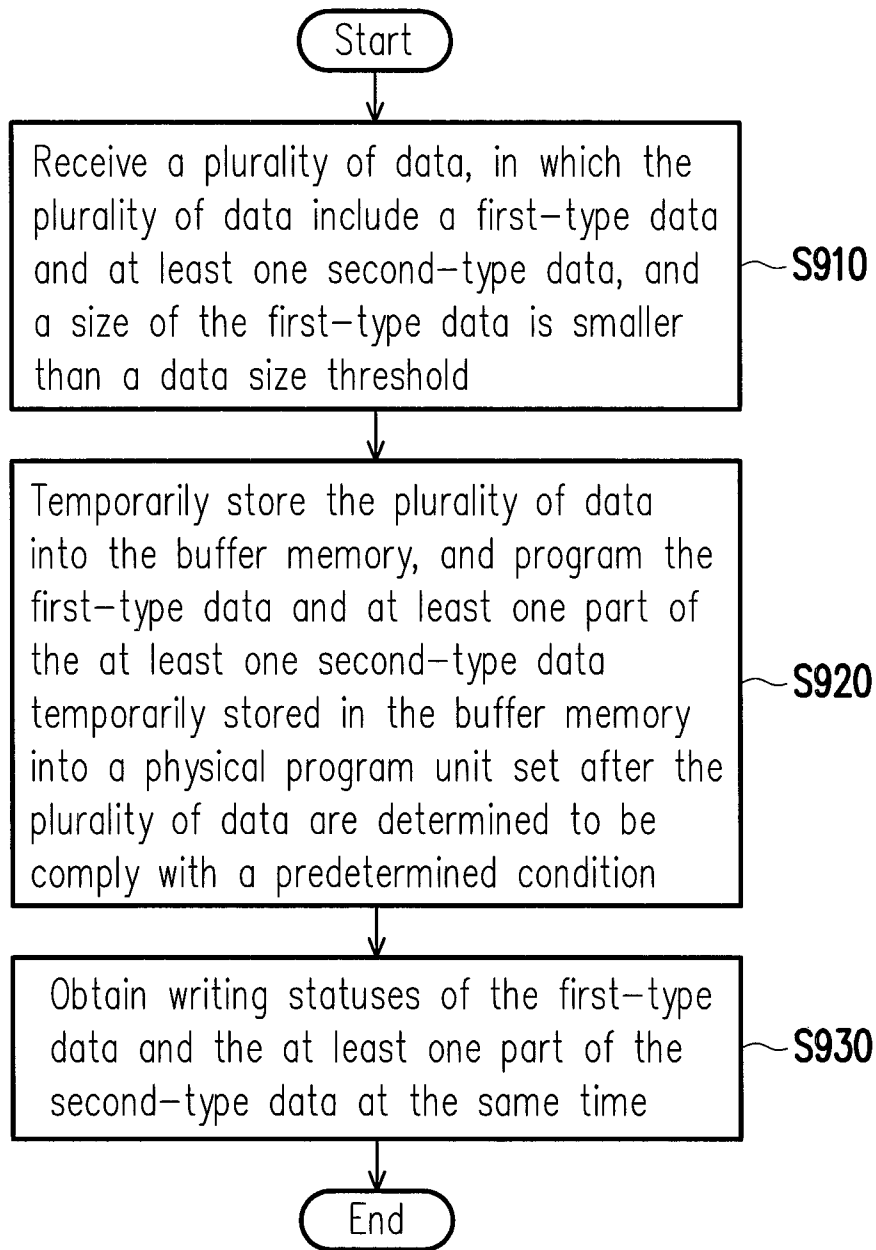 Start
Receive a plurality of data, in which the
plurality of data include a first-type data
and at least one second-type data, and
a size of the first-type data is smaller
than a data size threshold
S910
Temporarily store the plurality of data
into the buffer memory, and program the
first-type data and at least one part of
the at least one second-type data
temporarily stored in the buffer memory
into a physical program unit set after the
plurality of data are determined to be
comply with a predetermined condition
S920
Obtain writing statuses of the first-type
data and the at least one part of the
second-type data at the same time
S930
End